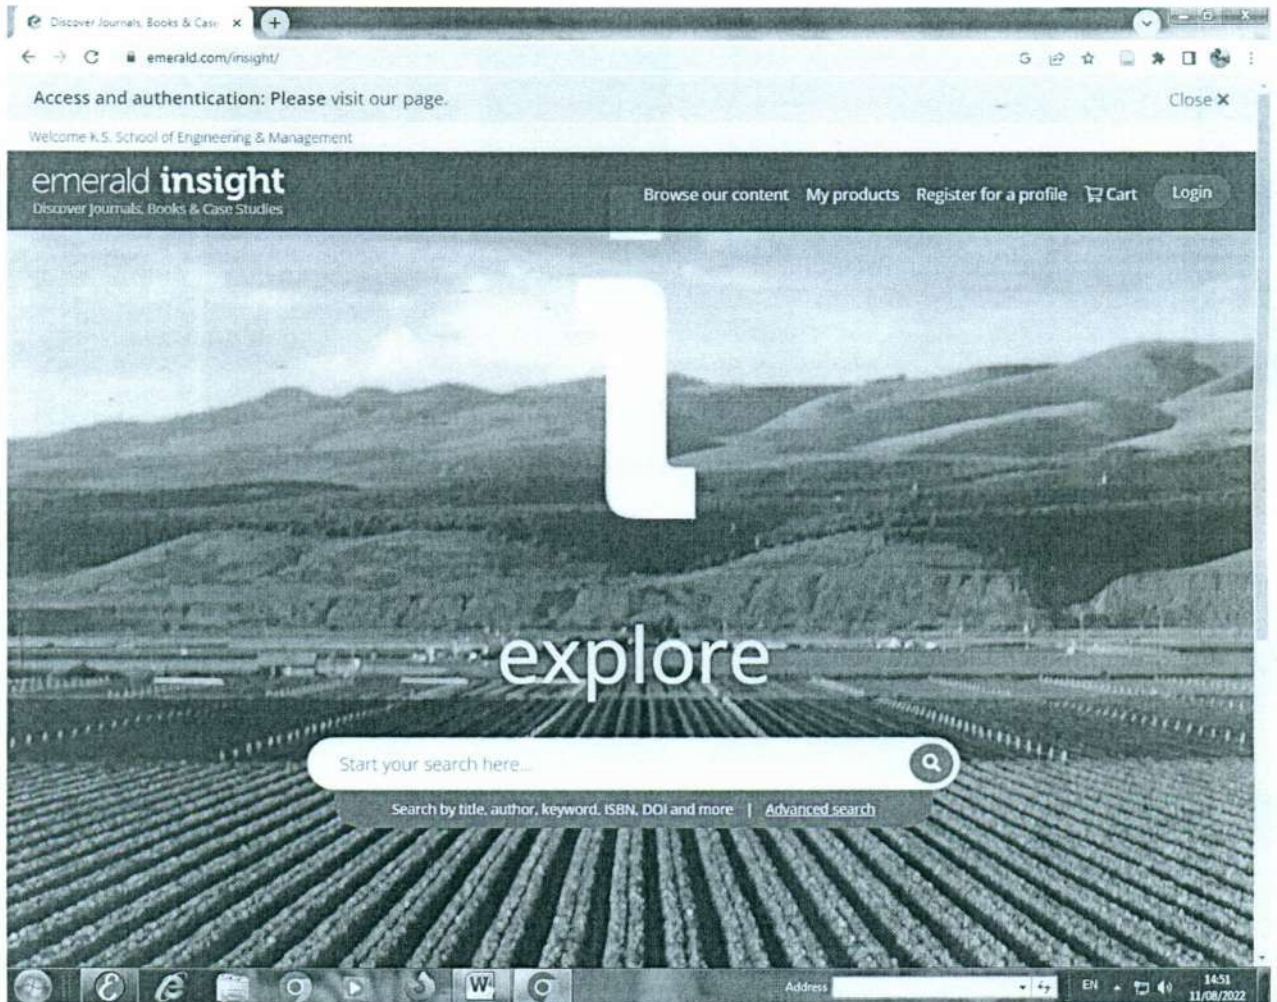 Discover Journals, Books & Case
emerald.com/insight/
Access and authentication: Please visit our page.
Close ×
Welcome K.S. School of Engineering & Management
emerald insight
Discover Journals, Books & Case Studies
Browse our content My products Register for a profile Cart Login
explore
Start your search here...
Search by title, author, keyword, ISBN, DOI and more | Advanced search
W
Address
EN
14:51
11/08/2022